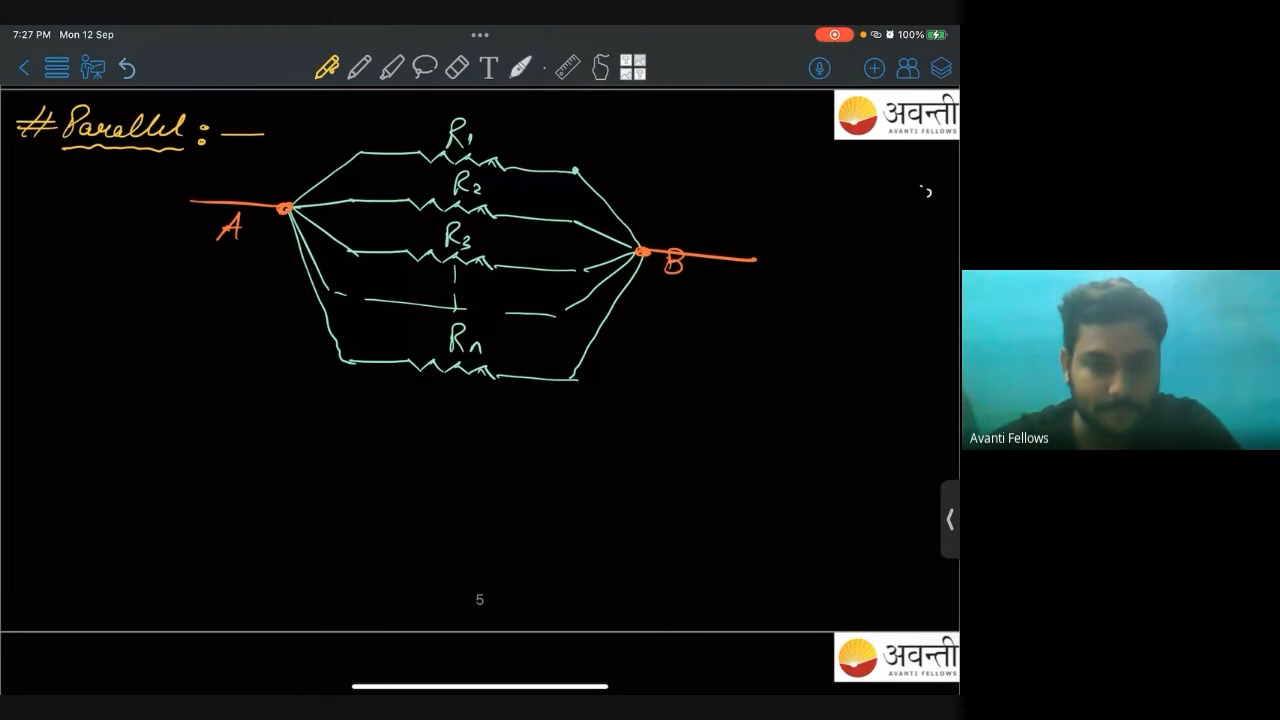 7:27 PM Mon 12 Sep
100%
# Parallel : —
अवन्ती
AVANTI FELLOWS
R1
R2
A
R3
B
Rn
Avanti Fellows
5
अवन्ती
AVANTI FELLOWS